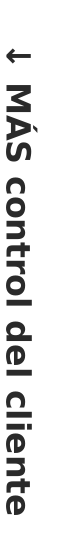 ↓ MÁS control del cliente